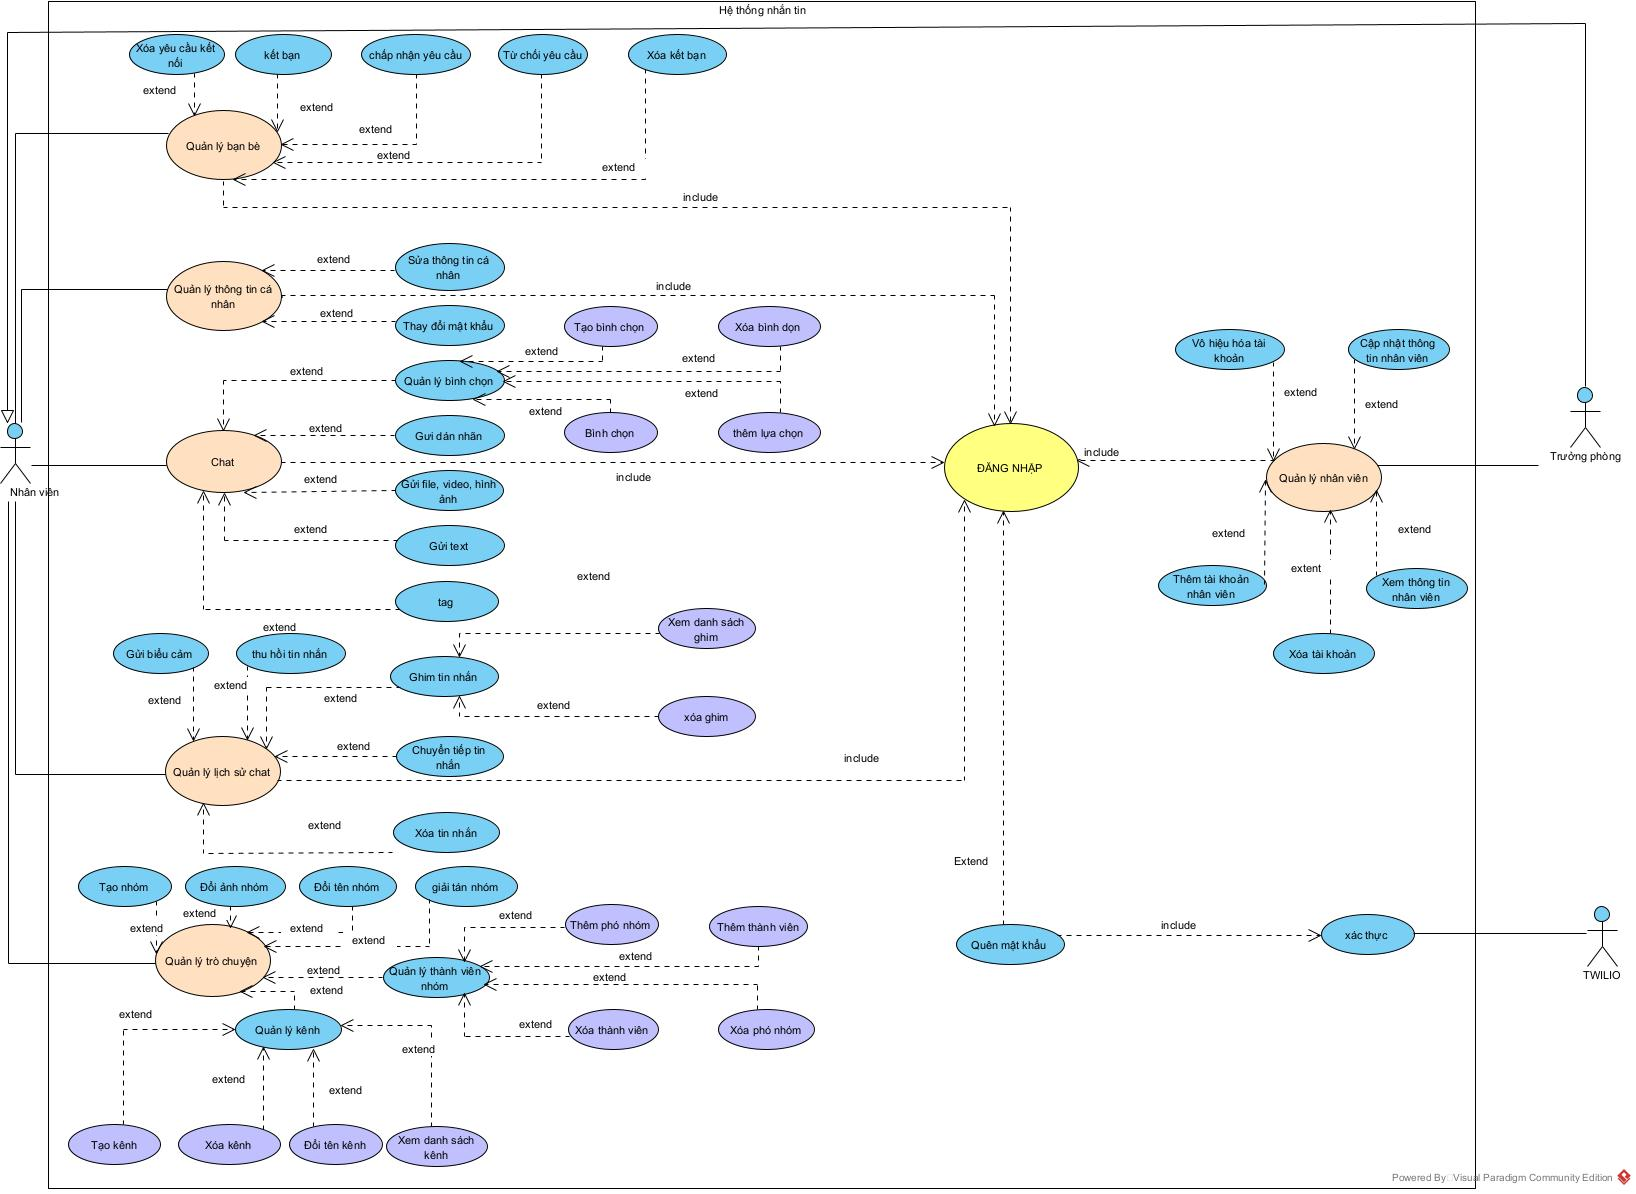 Hệ thống nhắn tin
Xóa yêu cầu kết
nối
kết bạn
chấp nhận yêu cầu
Từ chối yêu cầu
Xóa kết bạn
extend
extend
extend
extend
extend
Quản lý bạn bè
include
Sửa thông tin cá
nhân
extend
Quản lý thông tin cá
nhân
include
extend
Thay đổi mật khẩu
Tạo bình chọn
Xóa bình dọn
Vô hiệu hóa tài
khoản
Cập nhật thông
tin nhân viên
extend
extend
extend
Quản lý bình chọn
extend
extend
extend
extend
Bình chọn
thêm lựa chọn
extend
Gưi dán nhãn
Chat
include
ĐĂNG NHẬP
include
Quản lý nhân viên
Trưởng phòng
Nhân viên
extend
Gửi file, video, hình
ảnh
extend
Gửi text
extend
extend
extent
extend
Thêm tài khoản
nhân viên
Xem thông tin
nhân viên
tag
extend
Xem danh sách
ghim
Gửi biểu cảm
thu hồi tin nhắn
Xóa tài khoản
Ghim tin nhắn
extend
extend
extend
extend
xóa ghim
extend
Chuyển tiếp tin
nhắn
include
Quản lý lịch sử chat
extend
Xóa tin nhắn
Extend
Tạo nhóm
Đổi ảnh nhóm
Đổi tên nhóm
giải tán nhóm
extend
extend
extend
extend
extend
Thêm phó nhóm
Thêm thành viên
include
xác thực
Quên mật khẩu
TWILIO
Quản lý trò chuyện
extend
extend
extend
extend
Quản lý thành viên
nhóm
extend
extend
Quản lý kênh
Xóa thành viên
Xóa phó nhóm
extend
extend
extend
Tạo kênh
Xóa kênh
Đổi tên kênh
Xem danh sách
kênh
Powered By Visual Paradigm Community Edition